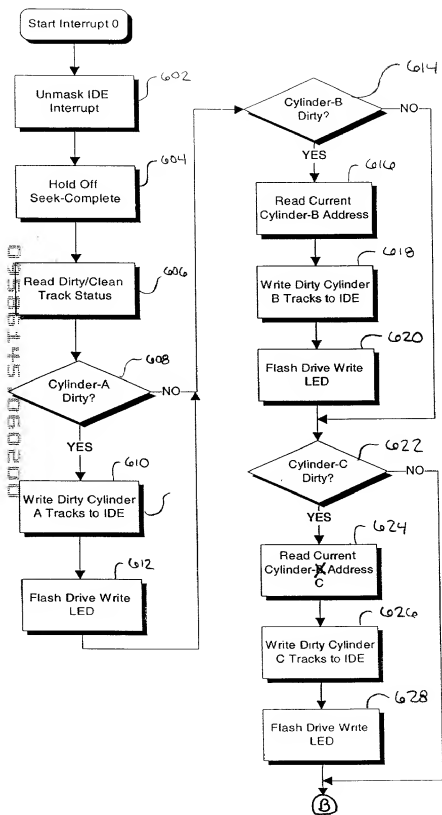 Start Interrupt 0
602
Unmask IDE
Interrupt
604
Hold Off
Seek-Complete
606
Read Dirty/Clean
Track Status
608
Cylinder-A
Dirty?
NO
YES
610
Write Dirty Cylinder
A Tracks to IDE
612
Flash Drive Write
LED
614
Cylinder-B
Dirty?
NO
YES
616
Read Current
Cylinder-B Address
618
Write Dirty Cylinder
B Tracks to IDE
620
Flash Drive Write
LED
622
Cylinder-C
Dirty?
NO
YES
624
Read Current
Cylinder-B Address
C
626
Write Dirty Cylinder
C Tracks to IDE
628
Flash Drive Write
LED
B